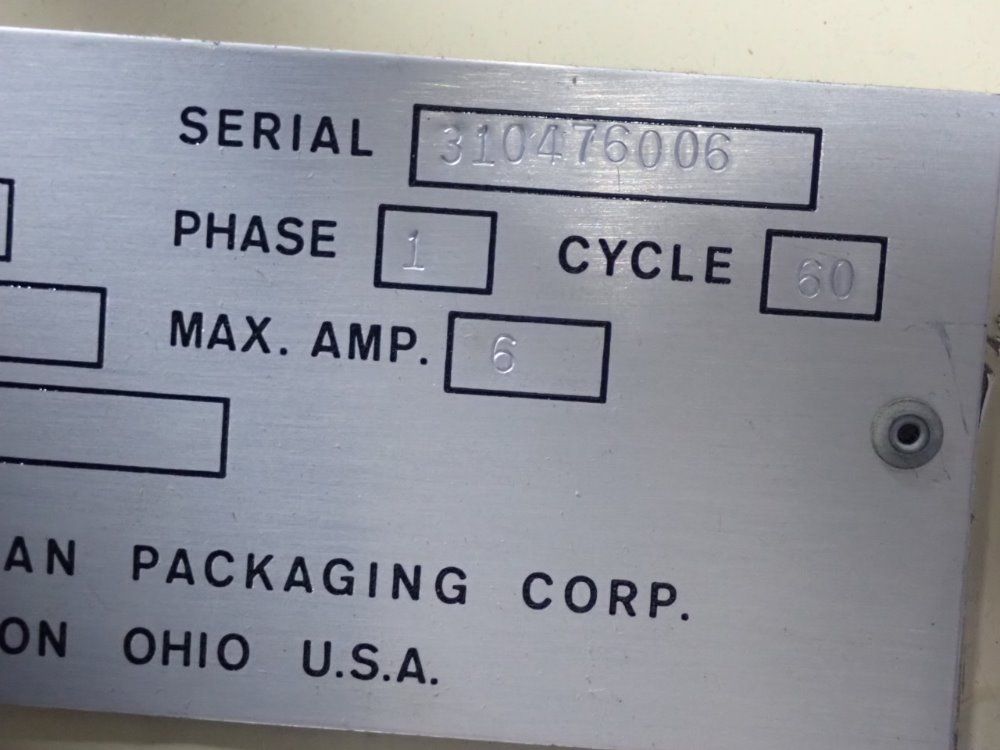 SERIAL 310476006
PHASE 1 CYCLE 60
MAX. AMP. 6
AN PACKAGING CORP.
ON OHIO U.S.A.